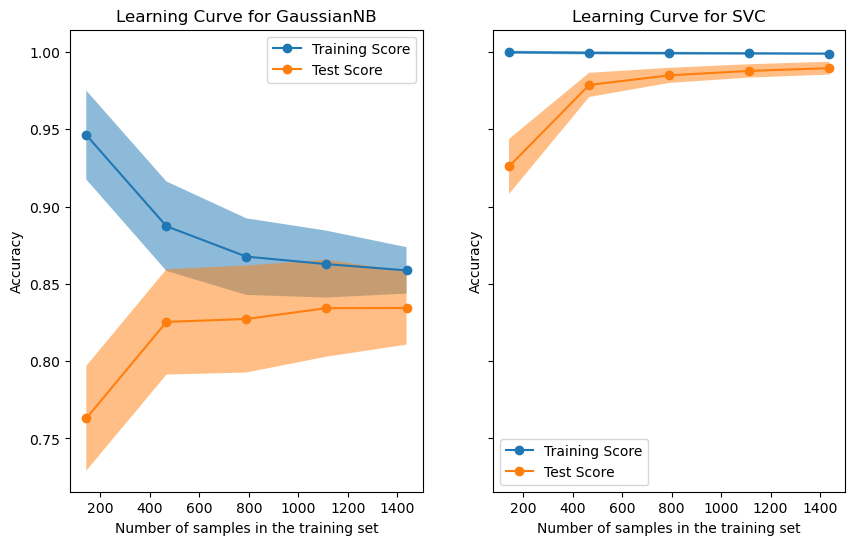 Learning Curve for GaussianNB
Training Score
Test Score
1.00
0.95
0.90
0.85
0.80
0.75
Accuracy
200 400 600 800 1000 1200 1400
Number of samples in the training set
Learning Curve for SVC
Accuracy
Training Score
Test Score
200 400 600 800 1000 1200 1400
Number of samples in the training set